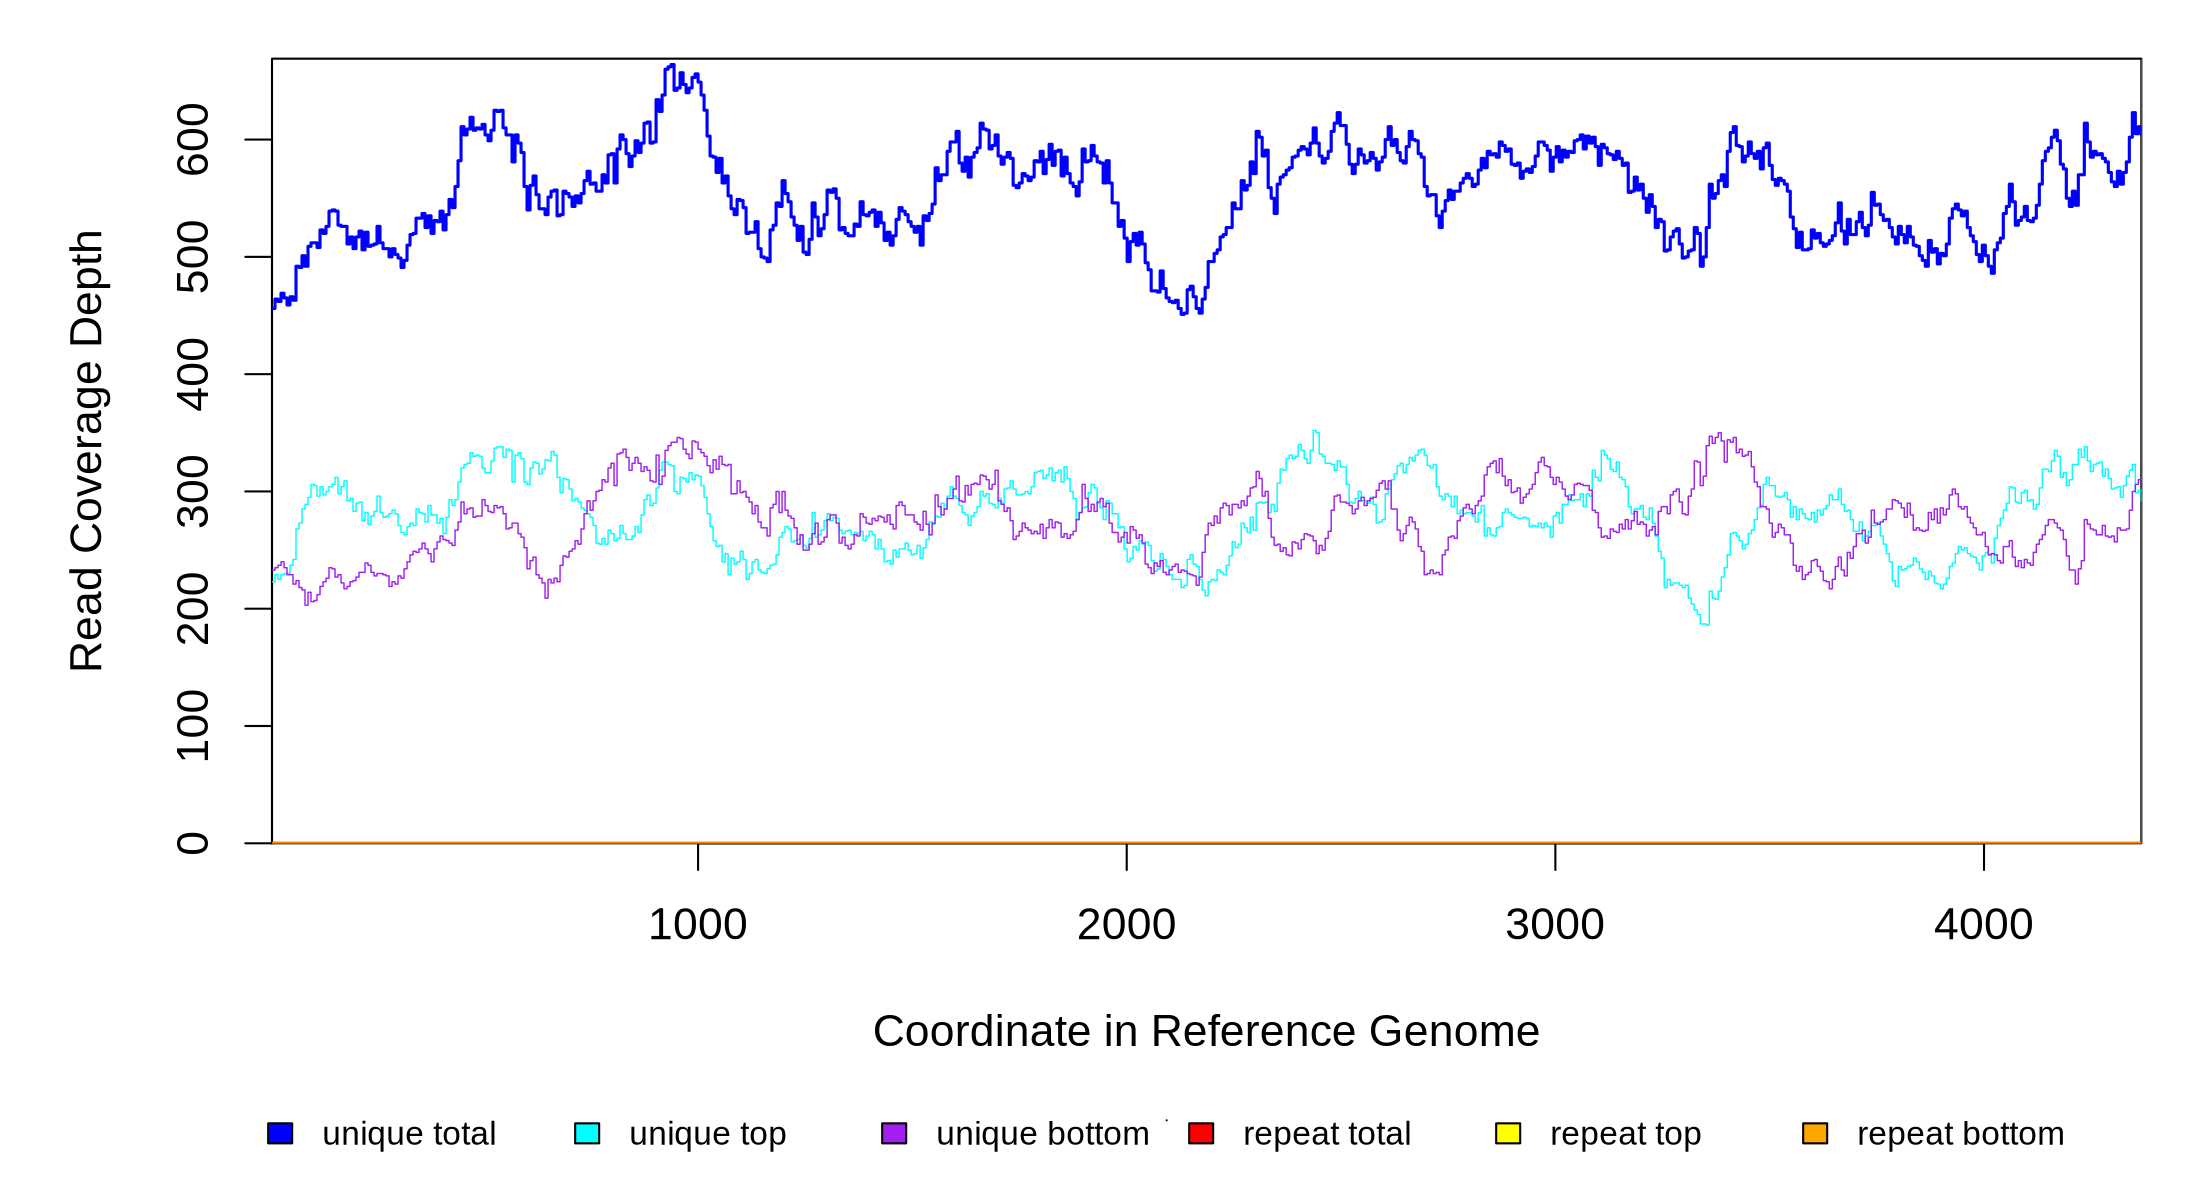 Read Coverage Depth
600
500
400
300
200
100
0
1000 2000 3000 4000
Coordinate in Reference Genome
unique total unique top unique bottom repeat total repeat top repeat bottom